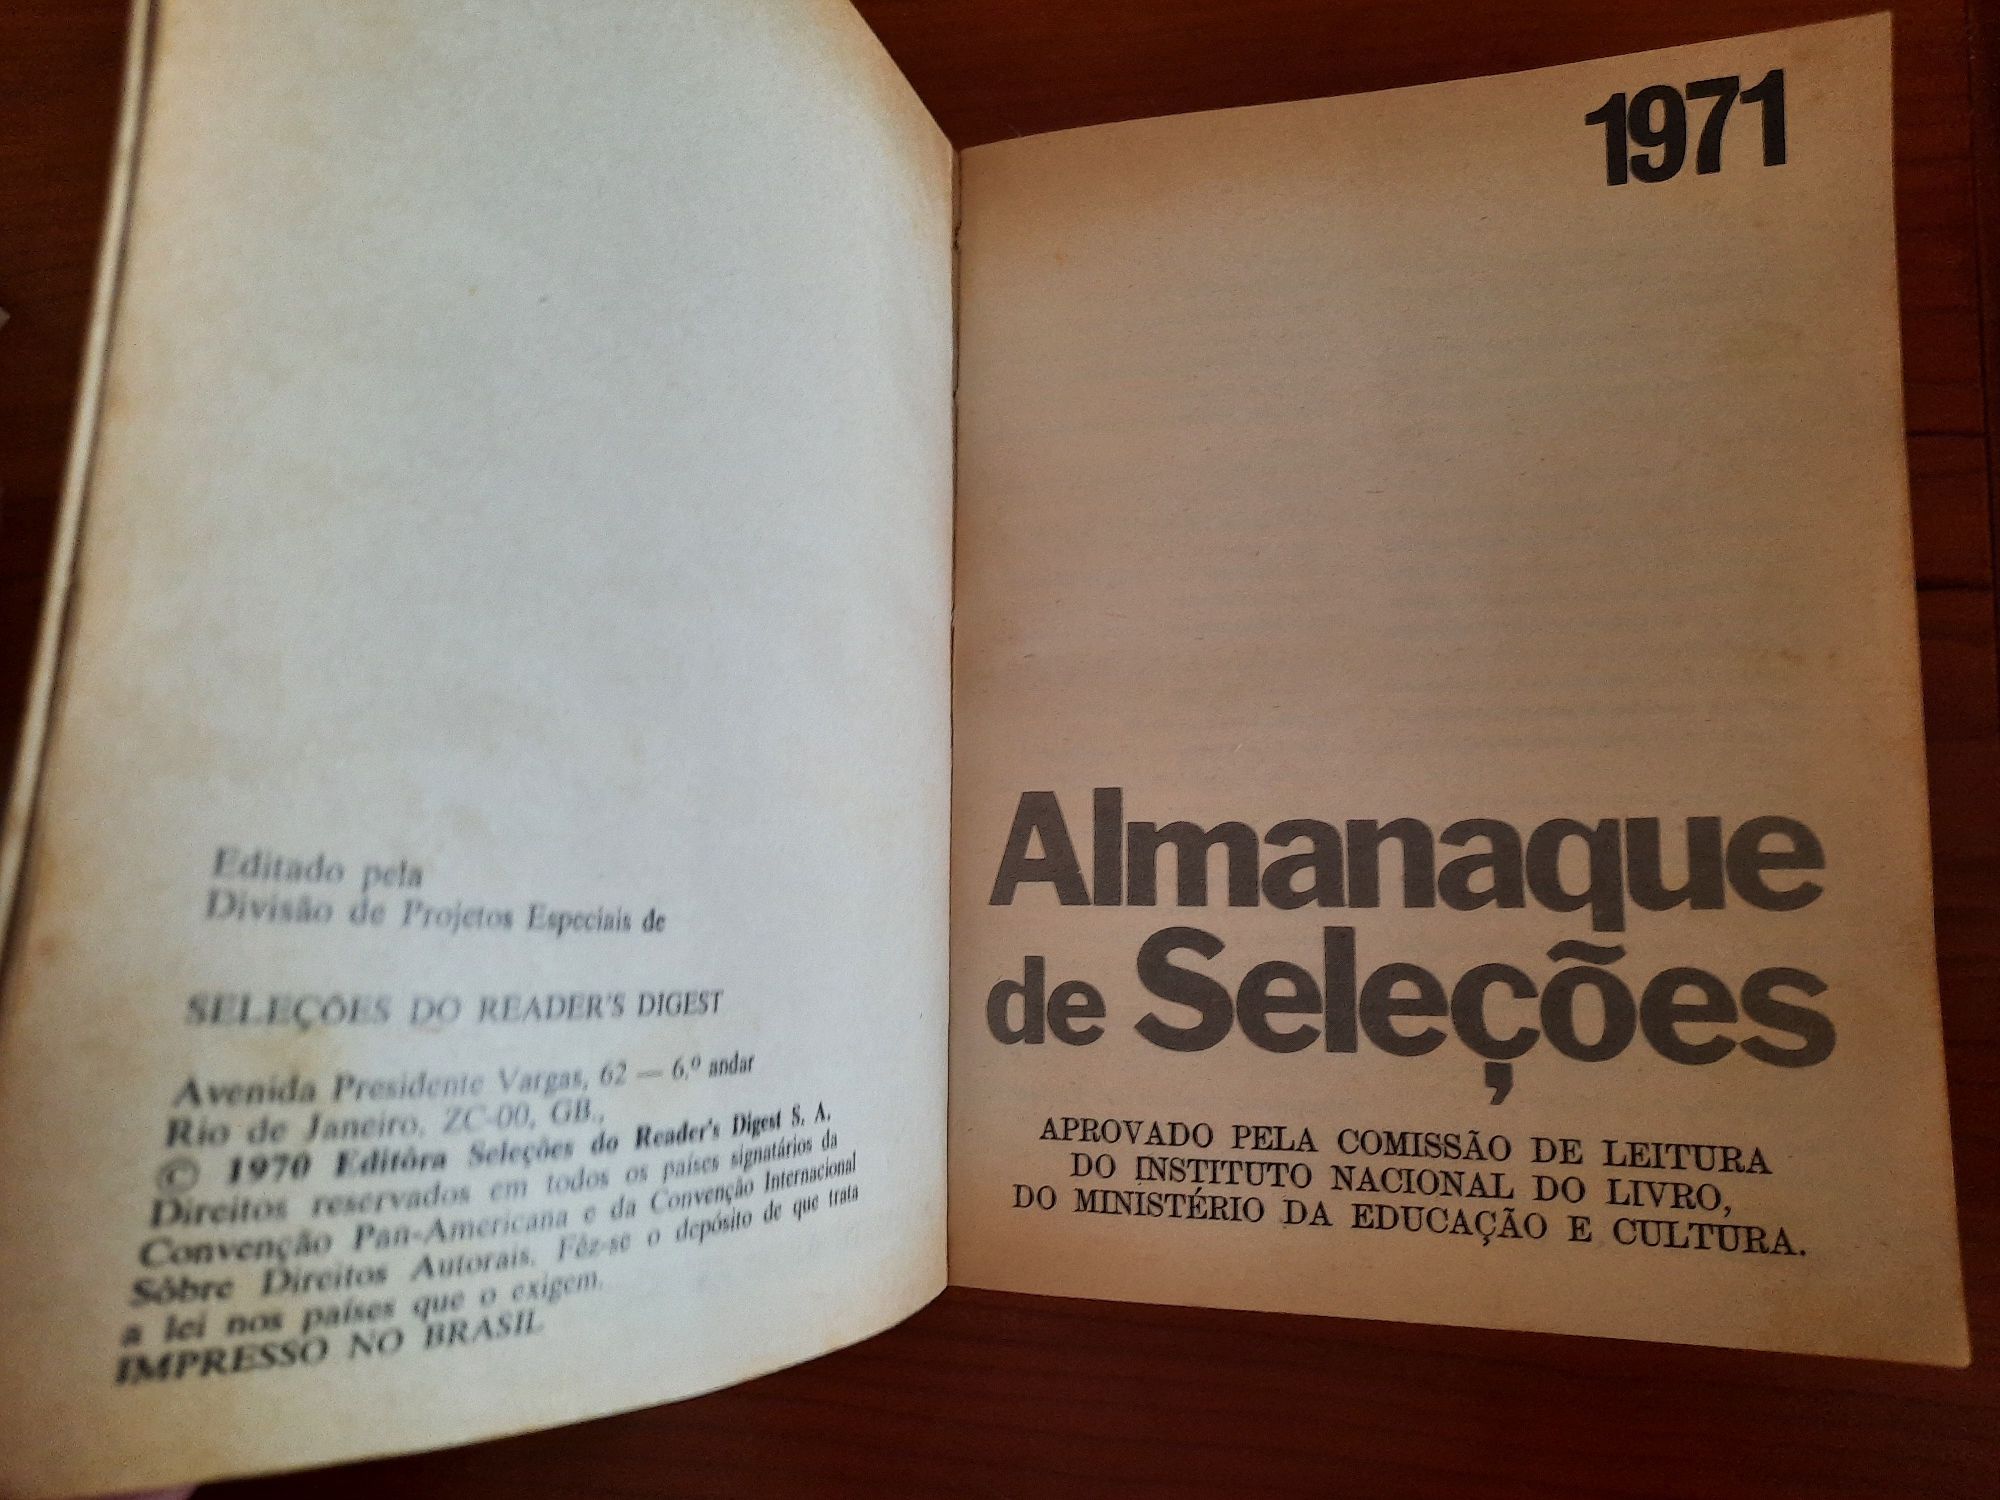 Editado pela
Divisão de Projetos Especiais de
SELEÇÕES DO READER'S DIGEST
Avenida Presidente Vargas, 62 — 6.º andar
Rio de Janeiro, ZC-00, GB.,
© 1970 Editôra Seleções do Reader's Digest S. A.
Direitos reservados em todos os países signatários da
Convenção Pan-Americana e da Convenção Internacional
Sôbre Direitos Autorais. Fêz-se o depósito de que trata
a lei nos países que o exigem.
IMPRESSO NO BRASIL
1971
Almanaque
de Seleções
APROVADO PELA COMISSÃO DE LEITURA
DO INSTITUTO NACIONAL DO LIVRO,
DO MINISTÉRIO DA EDUCAÇÃO E CULTURA.